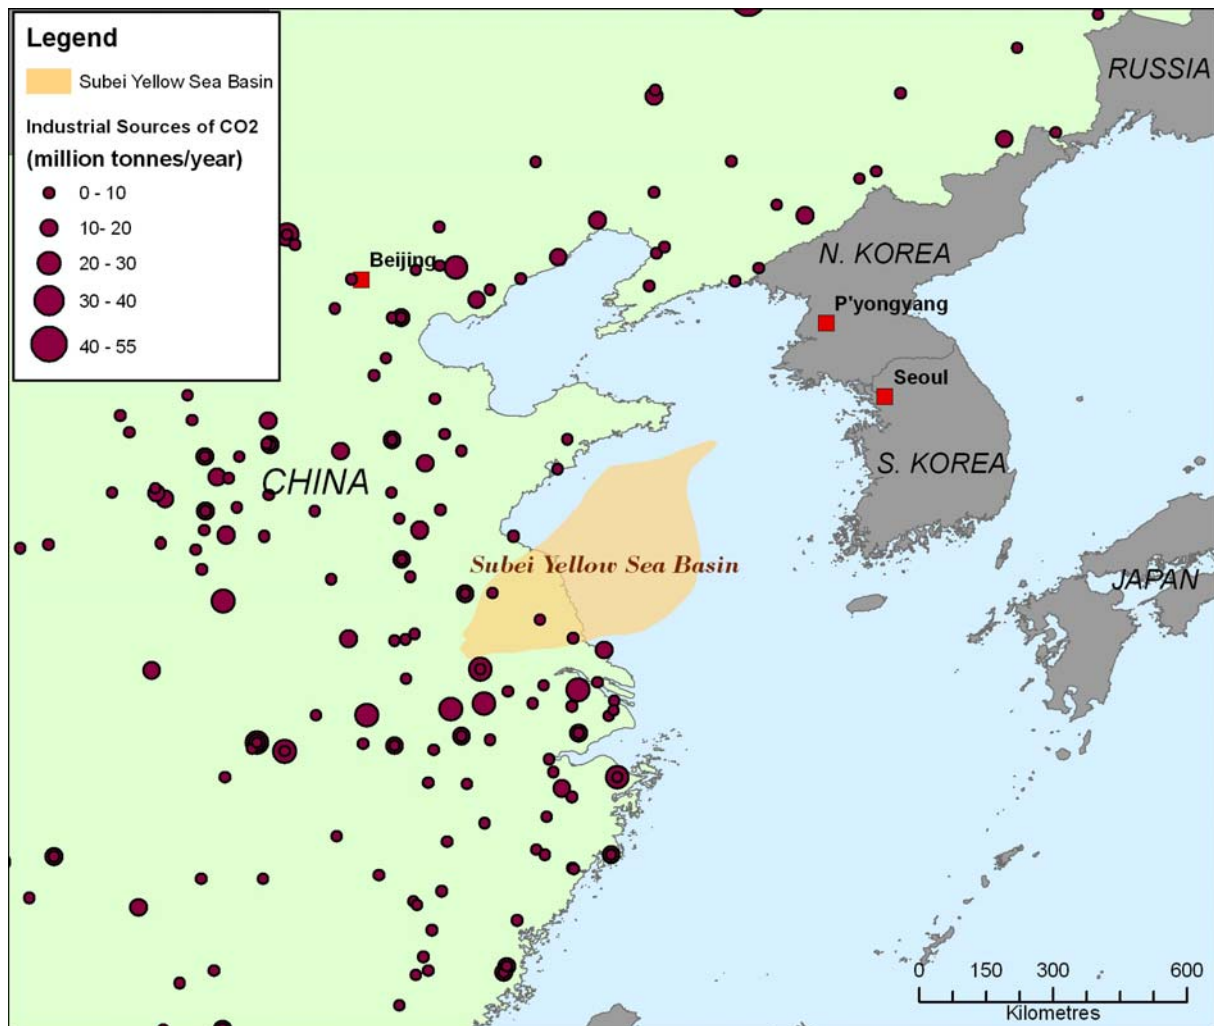 Legend
Subei Yellow Sea Basin
Industrial Sources of CO2
(million tonnes/year)
0 - 10
10- 20
20 - 30
30 - 40
40 - 55
RUSSIA
Beijing
N. KOREA
P'yongyang
Seoul
CHINA
S. KOREA
Subei Yellow Sea Basin
JAPAN
0 150 300 600
Kilometres